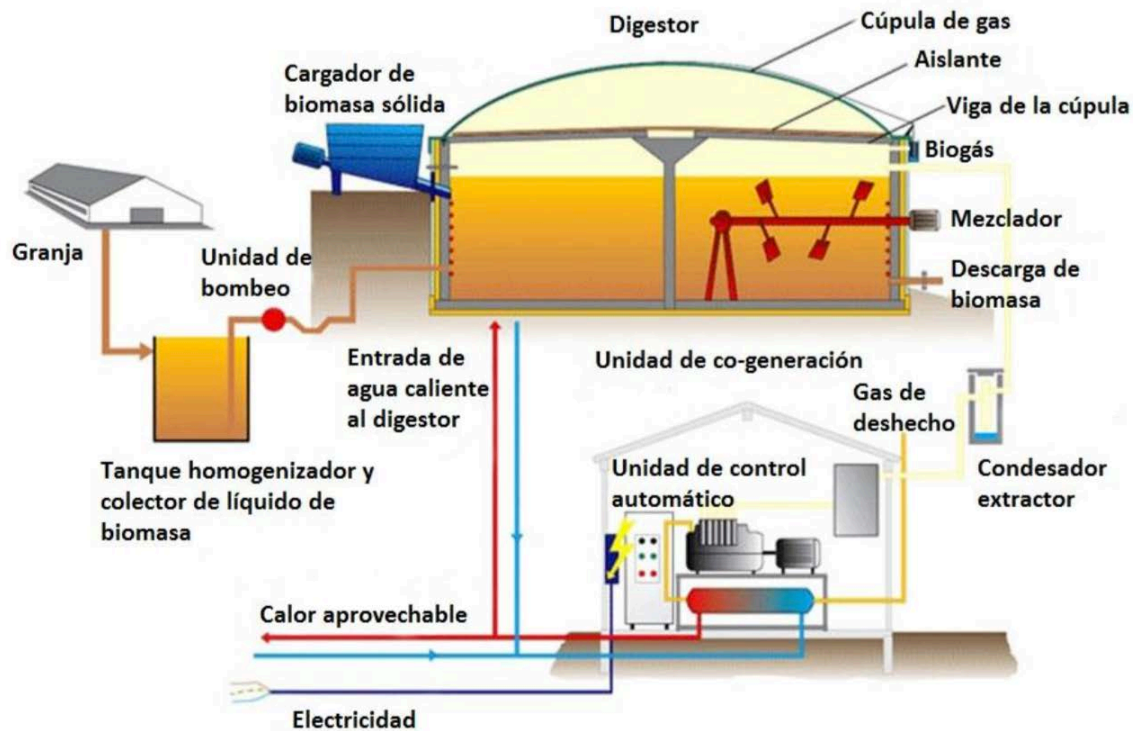 Digestor
Cúpula de gas
Aislante
Viga de la cúpula
Cargador de
biomasa sólida
Biogás
Mezclador
Granja
Unidad de
bombeo
Descarga de
biomasa
Entrada de
agua caliente
al digestor
Unidad de co-generación
Gas de
deshecho
Tanque homogenizador y
colector de líquido de
biomasa
Unidad de control
automático
Condesador
extractor
Calor aprovechable
Electricidad